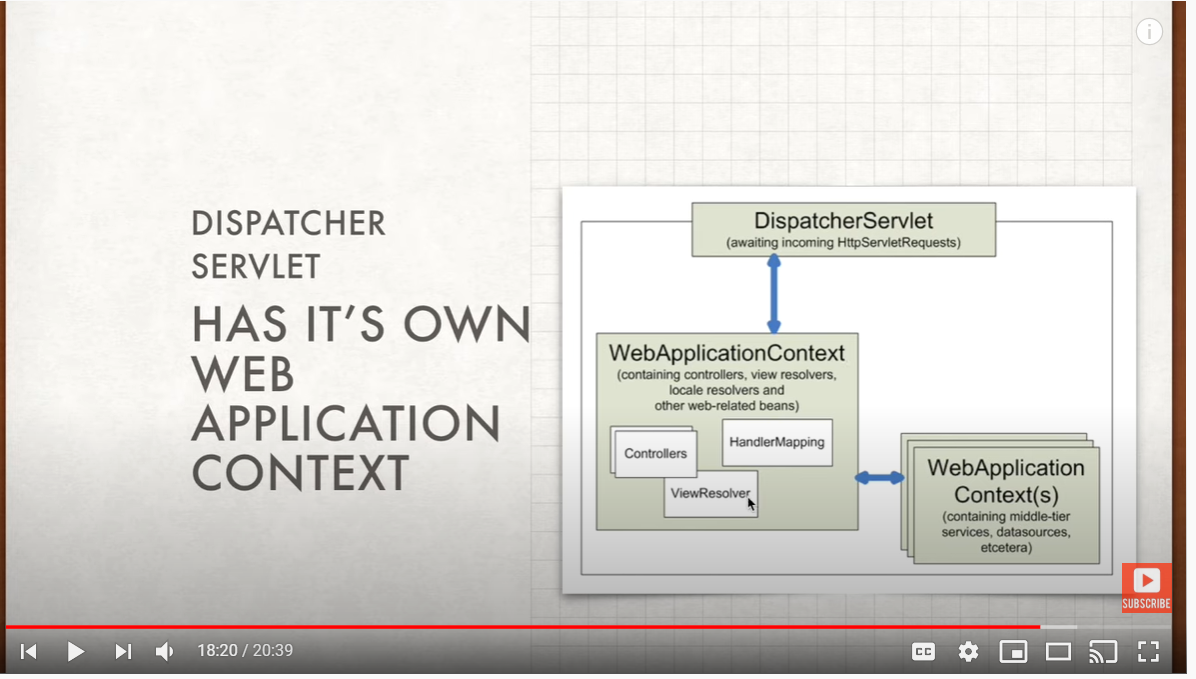 DISPATCHER
SERVLET
HAS IT'S OWN
WEB
APPLICATION
CONTEXT
DispatcherServlet
(awaiting incoming HttpServletRequests)
WebApplicationContext
(containing controllers, view resolvers,
locale resolvers and
other web-related beans)
Controllers
HandlerMapping
ViewResolver
WebApplication
Context(s)
(containing middle-tier
services, datasources,
etcetera)
SUBSCRIBE
18:20 / 20:39
CC